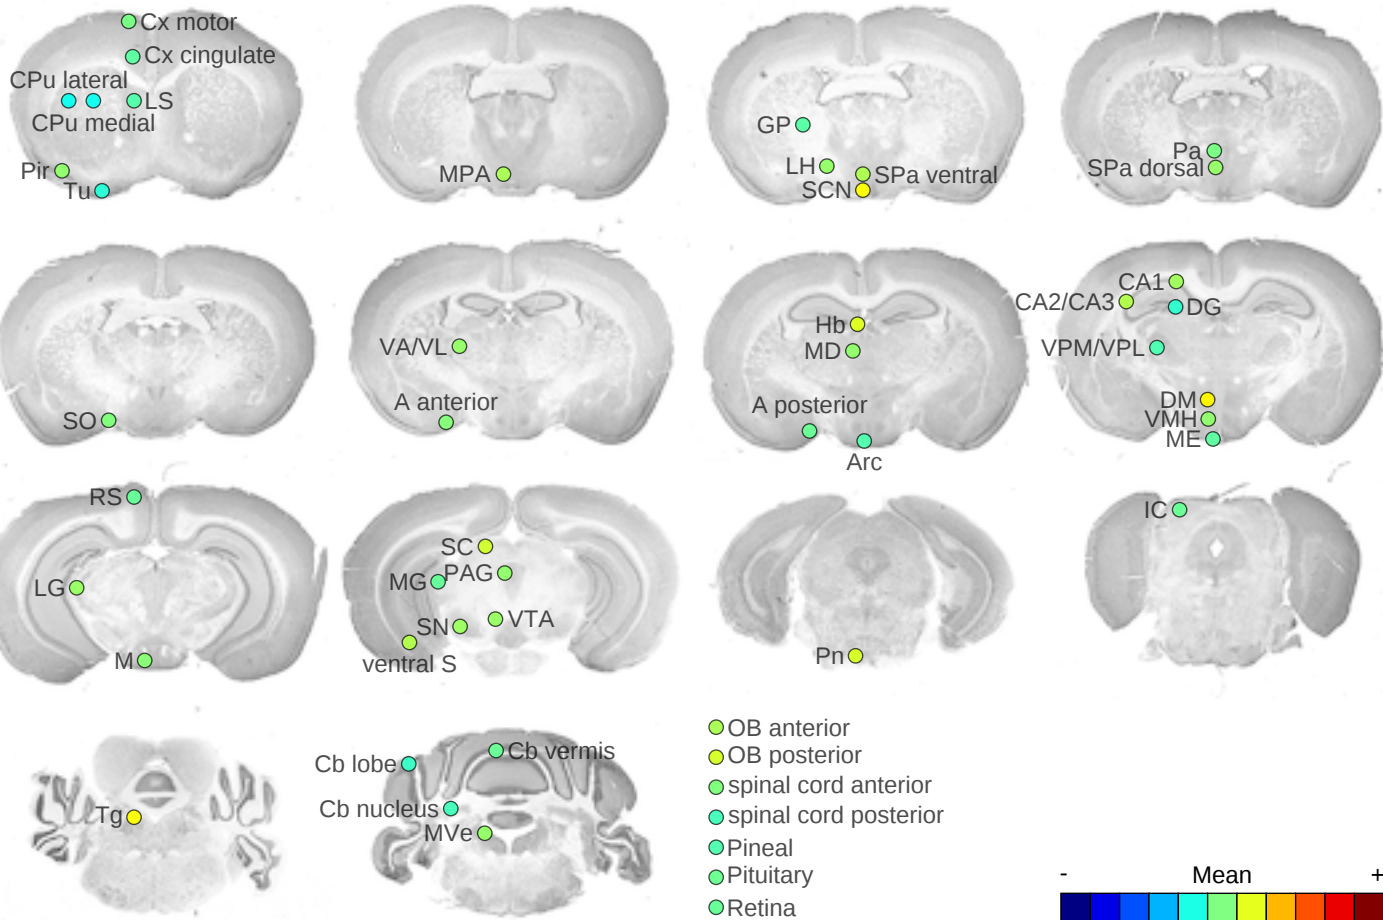 Cx motor
Cx cingulate
CPu lateral
LS
CPu medial
Pir
Tu
MPA
GP
LH
SPa ventral
SCN
Pa
SPa dorsal
SO
VA/VL
A anterior
Hb
MD
A posterior
Arc
CA1
CA2/CA3
DG
VPM/VPL
DM
VMH
ME
RS
LG
M
SC
PAG
MG
VTA
SN
ventral S
Pn
IC
Tg
Cb lobe
Cb vermis
Cb nucleus
MVe
OB anterior
OB posterior
spinal cord anterior
spinal cord posterior
Pineal
Pituitary
Retina
- Mean +